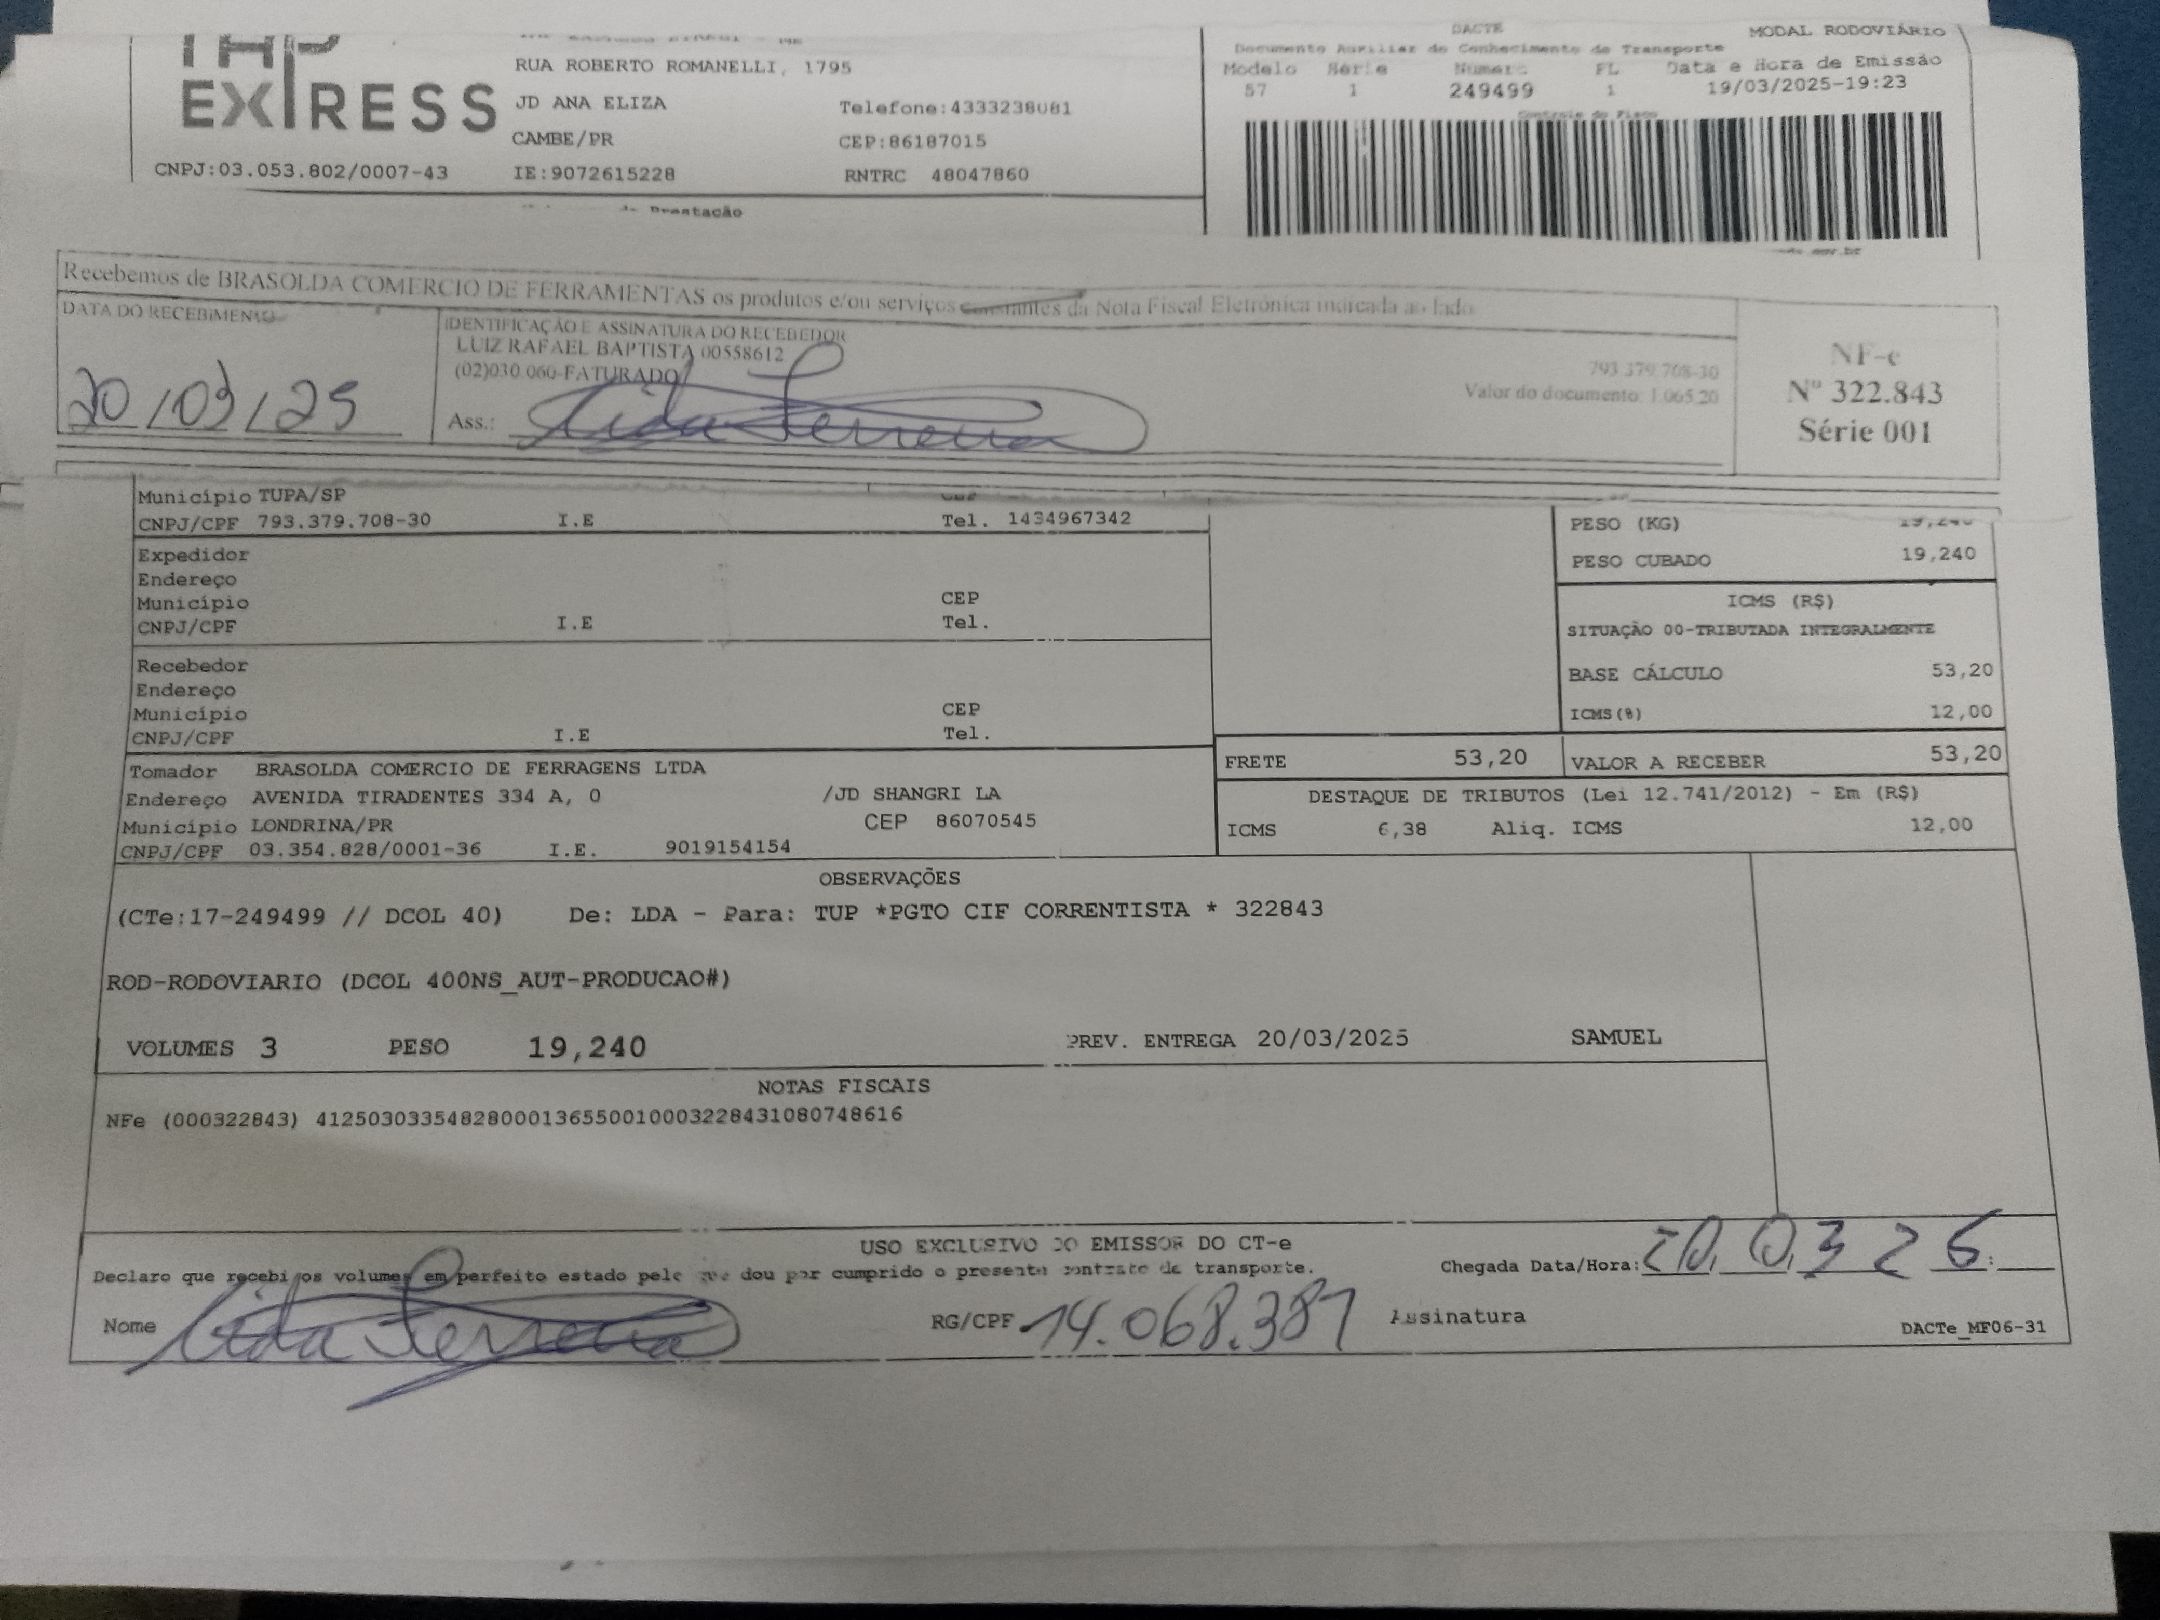 TAP
EXPRESS
RUA ROBERTO ROMANELLI, 1795
JD ANA ELIZA
Telefone:4333238081
CAMBE/PR
CEP:86187015
CNPJ:03.053.802/0007-43 IE:9072615228 RNTRC 48047860
DACTE
MODAL RODOVIÁRIO
Documento Auxiliar do Conhecimento de Transporte
Modelo Série Número FL Data e Hora de Emissão
57 1 249499 1 19/03/2025-19:23
Controle do Fisco
Prestação
Recebemos de BRASOLDA COMERCIO DE FERRAMENTAS os produtos e/ou serviços constantes da Nota Fiscal Eletrônica indicada ao lado
DATA DO RECEBIMENTO
20/03/25
IDENTIFICAÇÃO E ASSINATURA DO RECEBEDOR
LUIZ RAFAEL BAPTISTA 00558612
(02)030.060-FATURADO
793.379.708-30
Valor do documento: 1.065,20
Ass.: Lida Ferreira
NF-e
Nº 322.843
Série 001
Município TUPA/SP
CNPJ/CPF 793.379.708-30 I.E Tel. 1434967342
Expedidor
Endereço
Município CEP
CNPJ/CPF I.E Tel.
Recebedor
Endereço
Município CEP
CNPJ/CPF I.E Tel.
PESO (KG) 19,240
PESO CUBADO 19,240
ICMS (R$)
SITUAÇÃO 00-TRIBUTADA INTEGRALMENTE
BASE CÁLCULO 53,20
ICMS(%) 12,00
FRETE 53,20 VALOR A RECEBER 53,20
Tomador BRASOLDA COMERCIO DE FERRAGENS LTDA
Endereço AVENIDA TIRADENTES 334 A, 0 /JD SHANGRI LA
Município LONDRINA/PR CEP 86070545
CNPJ/CPF 03.354.828/0001-36 I.E. 9019154154
DESTAQUE DE TRIBUTOS (Lei 12.741/2012) - Em (R$)
ICMS 6,38 Aliq. ICMS 12,00
OBSERVAÇÕES
(CTe:17-249499 // DCOL 40) De: LDA - Para: TUP *PGTO CIF CORRENTISTA * 322843
ROD-RODOVIARIO (DCOL 400NS_AUT-PRODUCAO#)
VOLUMES 3 PESO 19,240 PREV. ENTREGA 20/03/2025 SAMUEL
NOTAS FISCAIS
NFe (000322843) 41250303354828000136550010003228431080748616
USO EXCLUSIVO DO EMISSOR DO CT-e
Declaro que recebi os volumes em perfeito estado pelo que dou por cumprido o presente contrato de transporte.
Chegada Data/Hora: 20 03 25 :
Nome Lida Ferreira
RG/CPF 14.068.381
Assinatura
DACTe_MF06-31